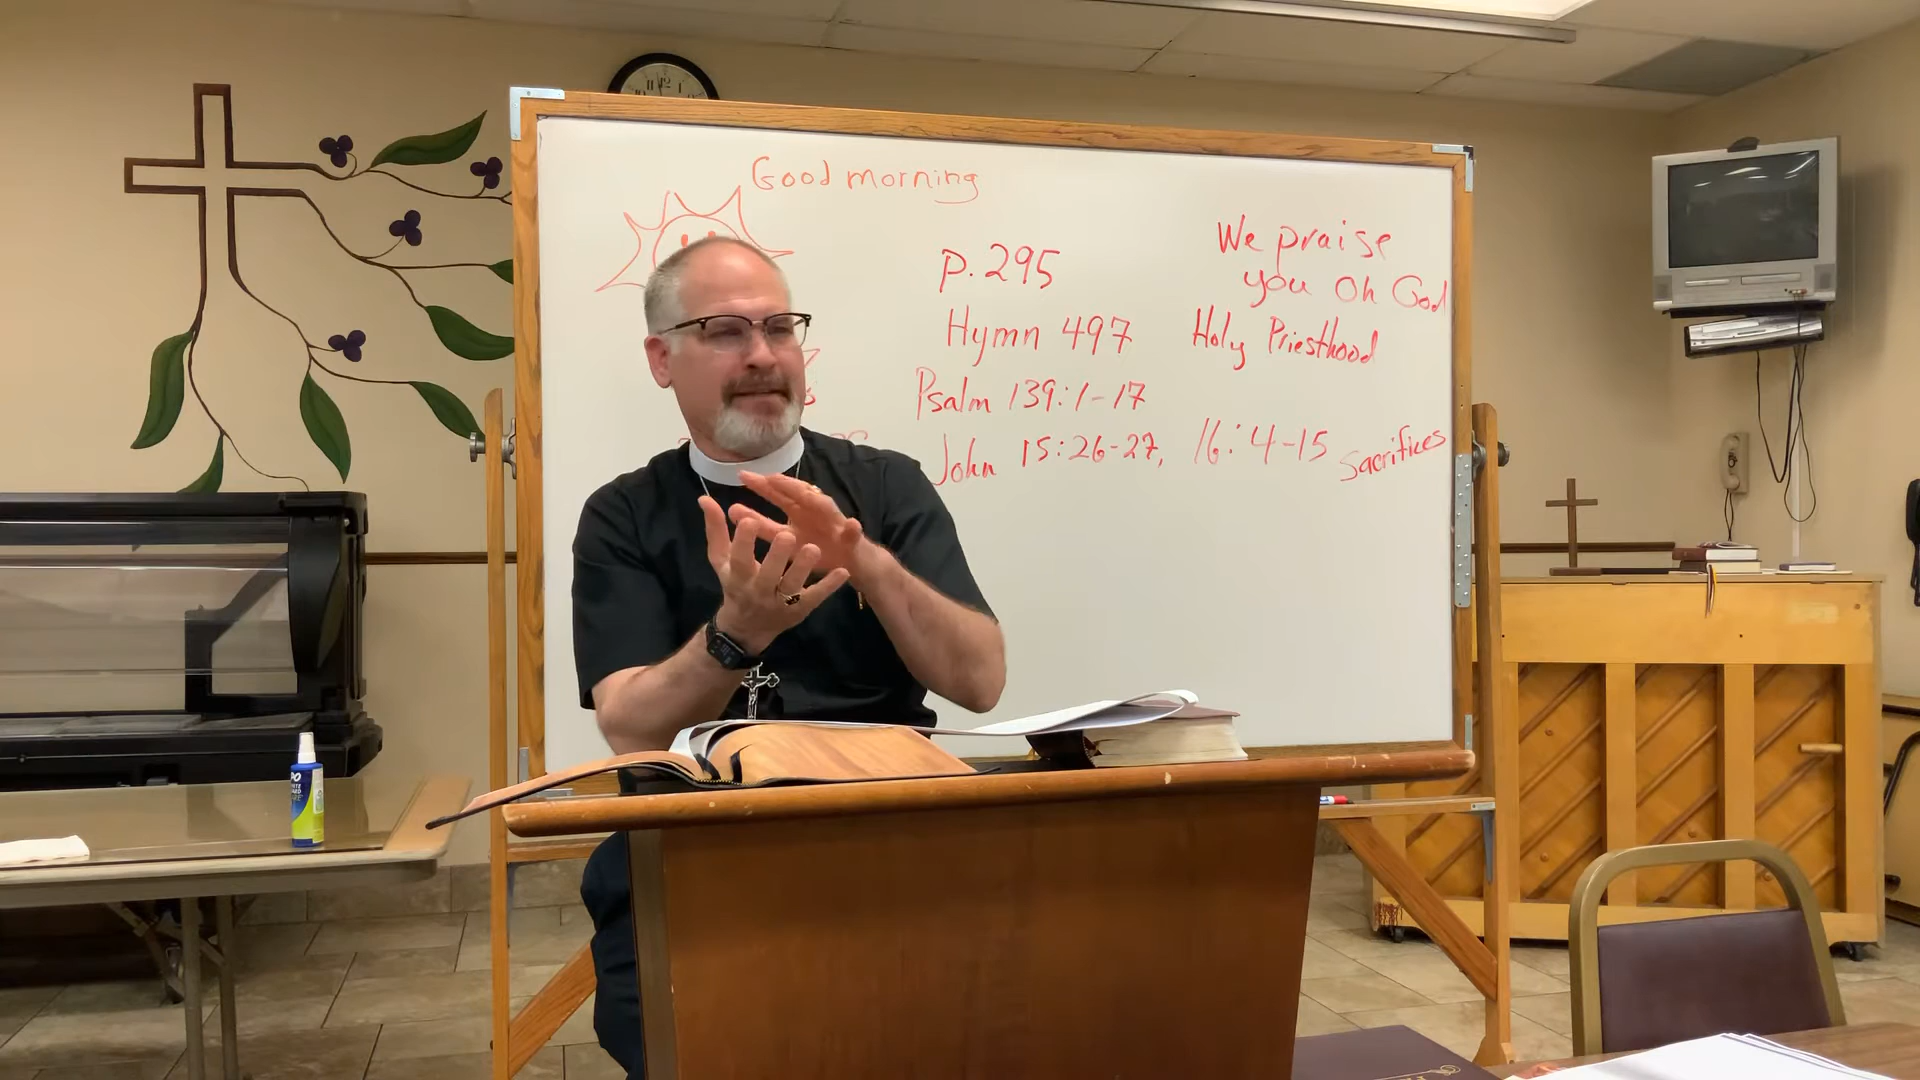 Good morning
p. 295
Hymn 497
Psalm 139:1-17
John 15:26-27, 16:4-15
We praise
you Oh God
Holy Priesthood
Sacrifices